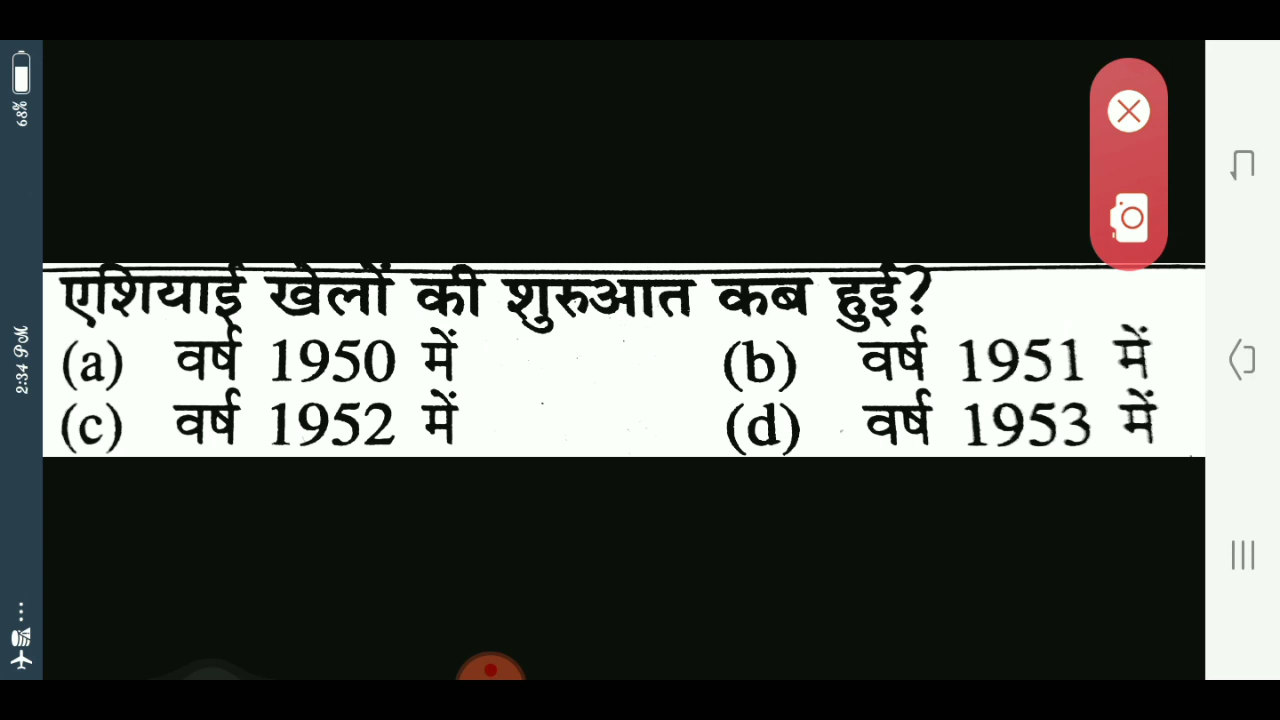 एशियाई खेलों की शुरुआत कब हुई?
(a) वर्ष 1950 में (b) वर्ष 1951 में
(c) वर्ष 1952 में (d) वर्ष 1953 में
68%
2:34 PM